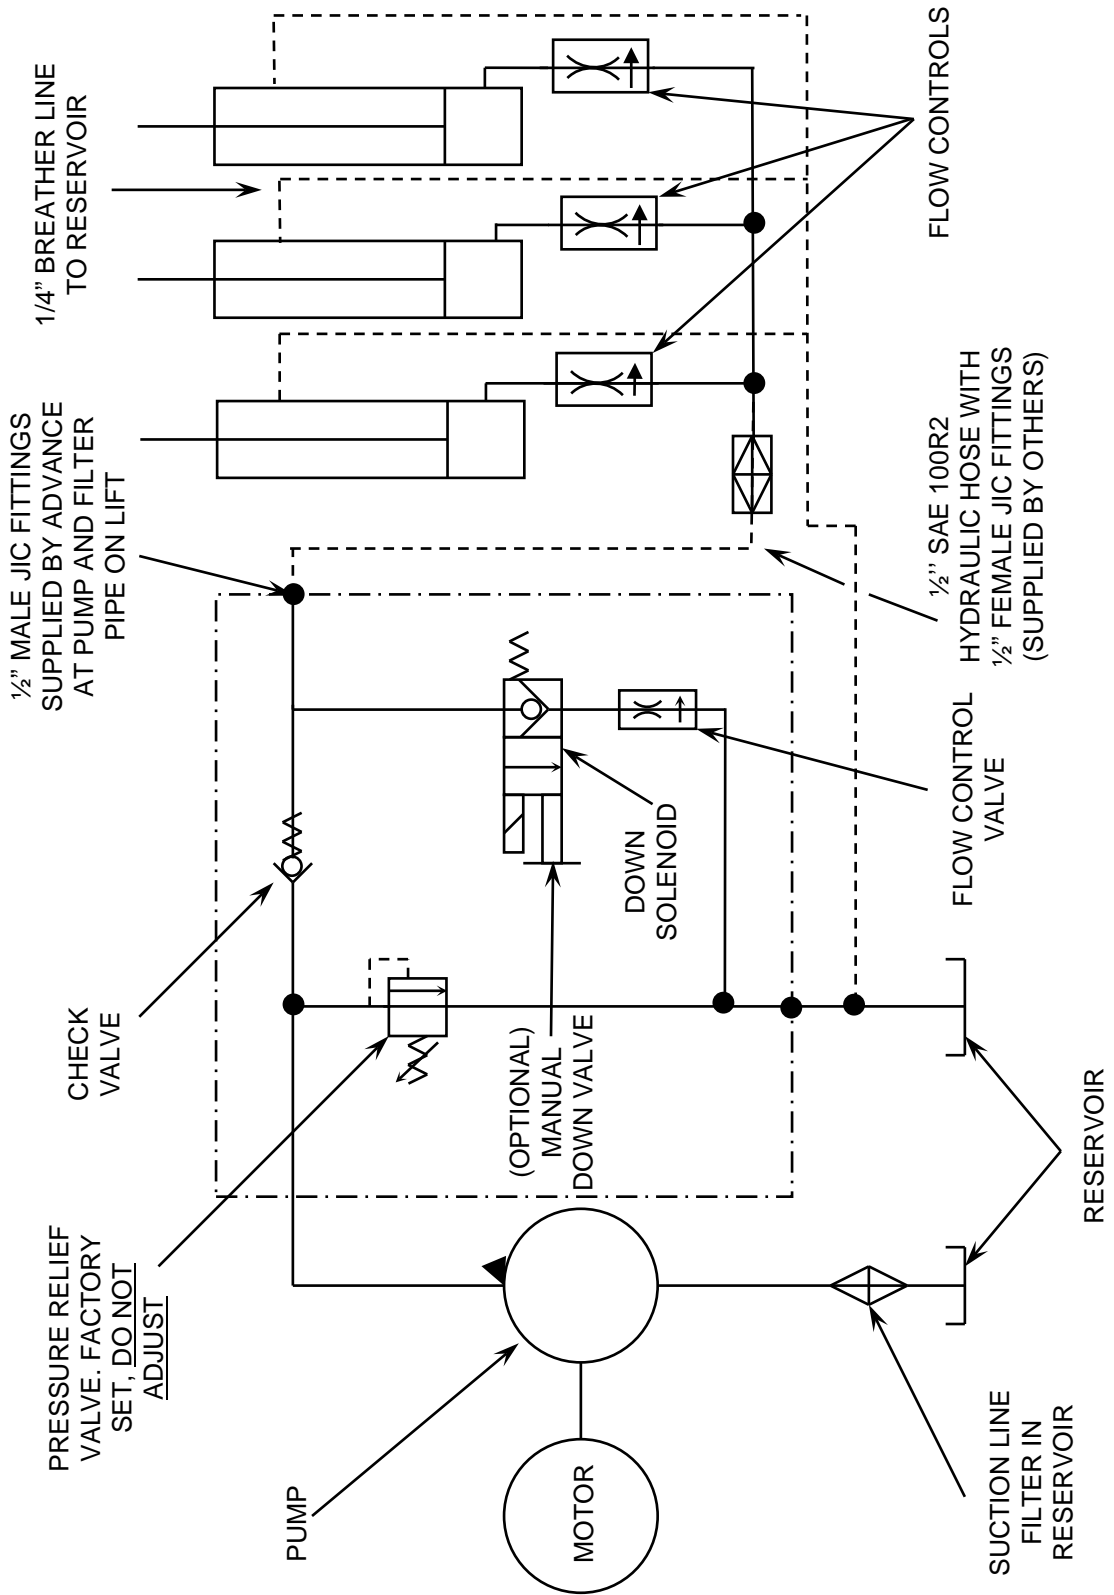 PRESSURE RELIEF
VALVE. FACTORY
SET, DO NOT
ADJUST
CHECK
VALVE
½” MALE JIC FITTTINGS
SUPPLIED BY ADVANCE
AT PUMP AND FILTER
PIPE ON LIFT
1/4” BREATHER LINE
TO RESERVOIR
PUMP
MOTOR
(OPTIONAL)
MANUAL
DOWN VALVE
DOWN
SOLENOID
SUCTION LINE
FILTER IN
RESERVOIR
RESERVOIR
FLOW CONTROL
VALVE
½’’ SAE 100R2
HYDRAULIC HOSE WITH
½” FEMALE JIC FITTINGS
(SUPPLIED BY OTHERS)
FLOW CONTROLS